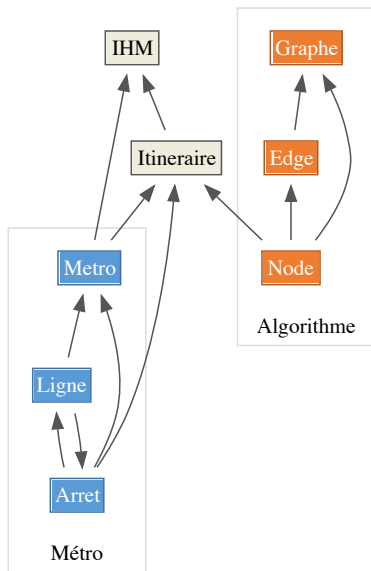 IHM
Graphe
Itineraire
Edge
Metro
Node
Algorithme
Ligne
Arret
Métro